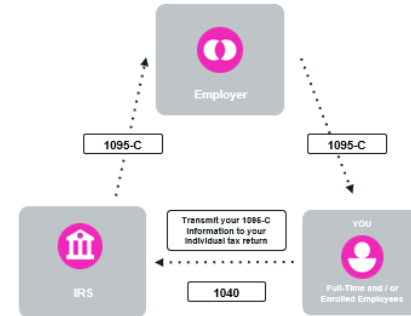 Employer
1095-C
1095-C
Transmit your 1095-C
Information to your
individual tax return
YOU
IRS
1040
Full-Time and / or
Enrolled Employees